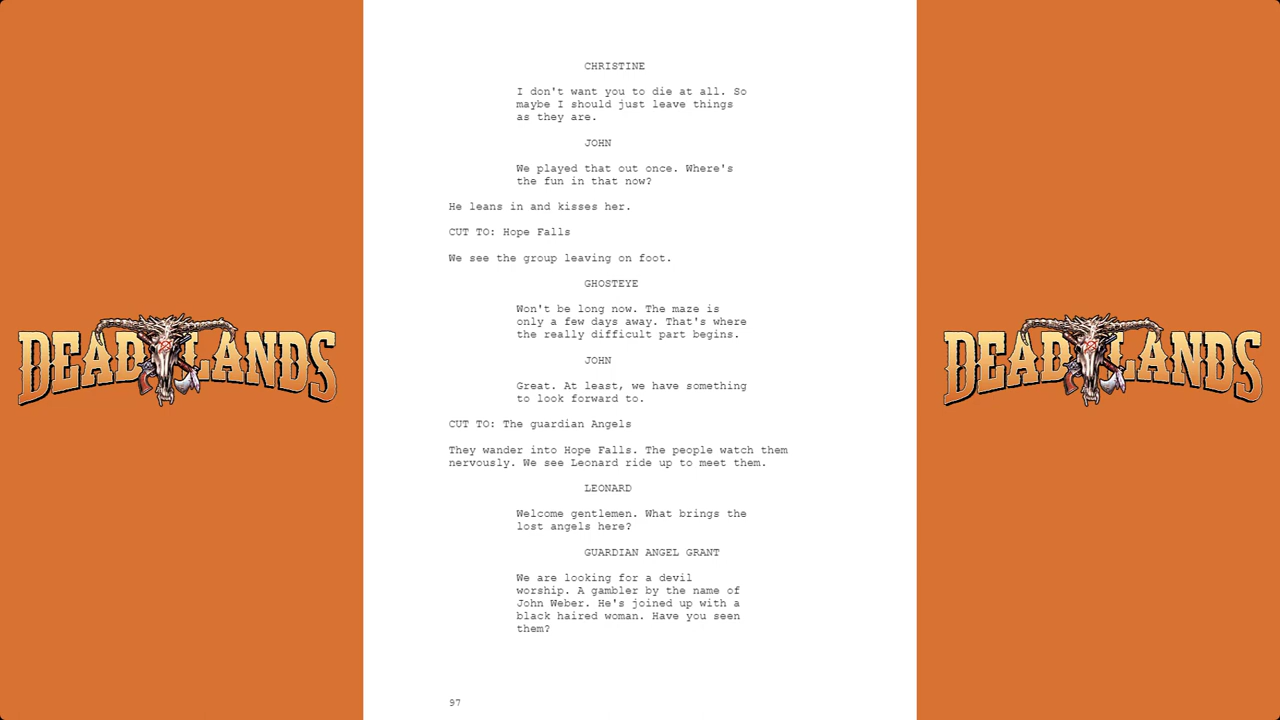 CHRISTINE
I don't want you to die at all. So
maybe I should just leave things
as they are.
JOHN
We played that out once. Where's
the fun in that now?
He leans in and kisses her.
CUT TO: Hope Falls
We see the group leaving on foot.
GHOSTEYE
Won't be long now. The maze is
only a few days away. That's where
the really difficult part begins.
JOHN
Great. At least, we have something
to look forward to.
CUT TO: The guardian Angels
They wander into Hope Falls. The people watch them
nervously. We see Leonard ride up to meet them.
LEONARD
Welcome gentlemen. What brings the
lost angels here?
GUARDIAN ANGEL GRANT
We are looking for a devil
worship. A gambler by the name of
John Weber. He's joined up with a
black haired woman. Have you seen
them?
97
DEADLANDS
DEADLANDS